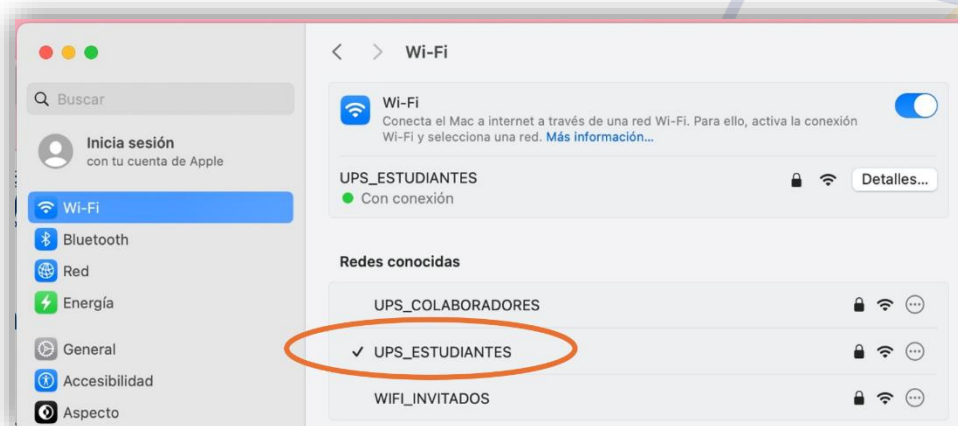 Wi-Fi
Buscar
Inicia sesión
con tu cuenta de Apple
Wi-Fi
Bluetooth
Red
Energía
General
Accesibilidad
Aspecto
Wi-Fi
Conecta el Mac a internet a través de una red Wi-Fi. Para ello, activa la conexión
Wi-Fi y selecciona una red. Más información...
UPS_ESTUDIANTES
Detalles...
Con conexión
Redes conocidas
UPS_COLABORADORES
UPS_ESTUDIANTES
WIFI_INVITADOS